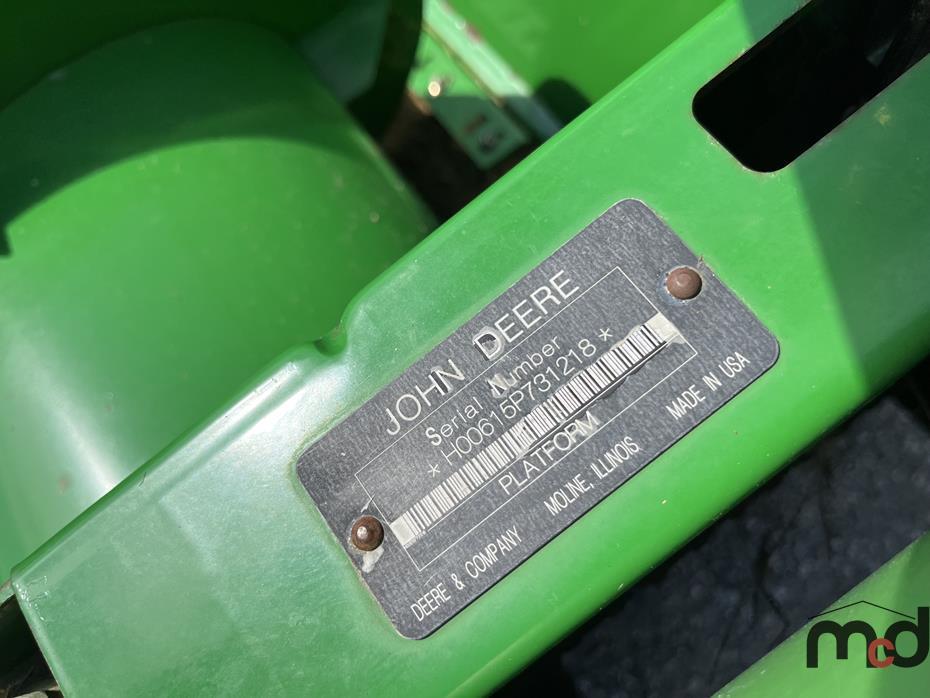 JOHN DEERE
Serial Number
*H00615P731218*
PLATFORM
DEERE & COMPANY MOLINE, ILLINOIS MADE IN USA
mcd